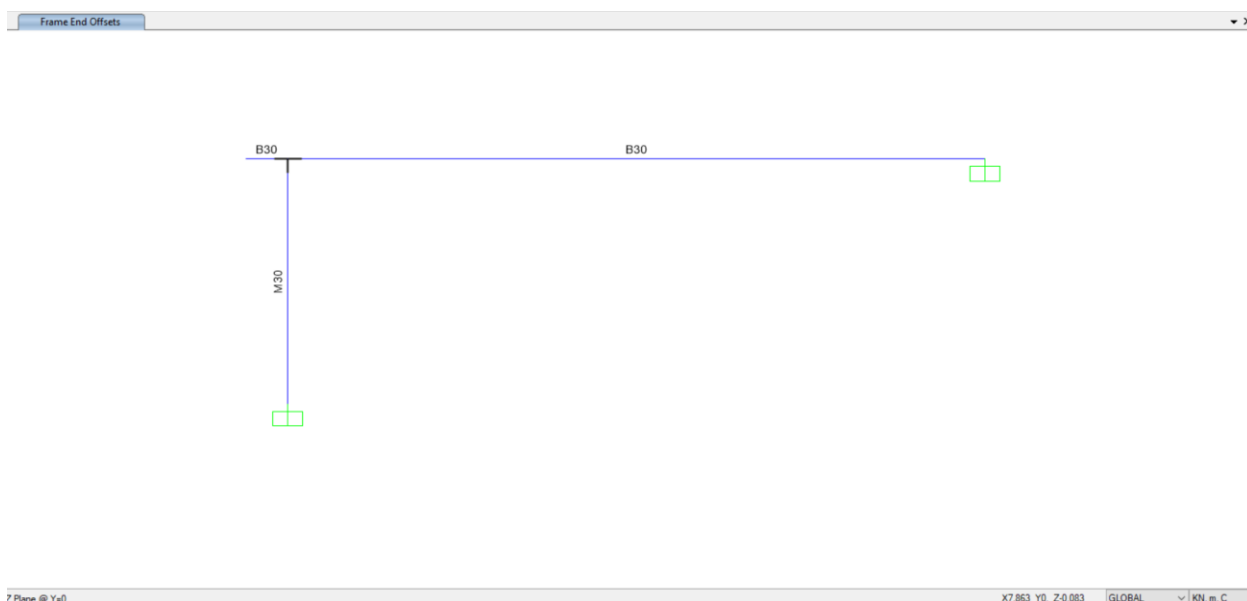 Frame End Offsets
B30
B30
M30
Z Plane @ Y=0
X7.863 Y0 Z-0.083
GLOBAL
KN, m, C